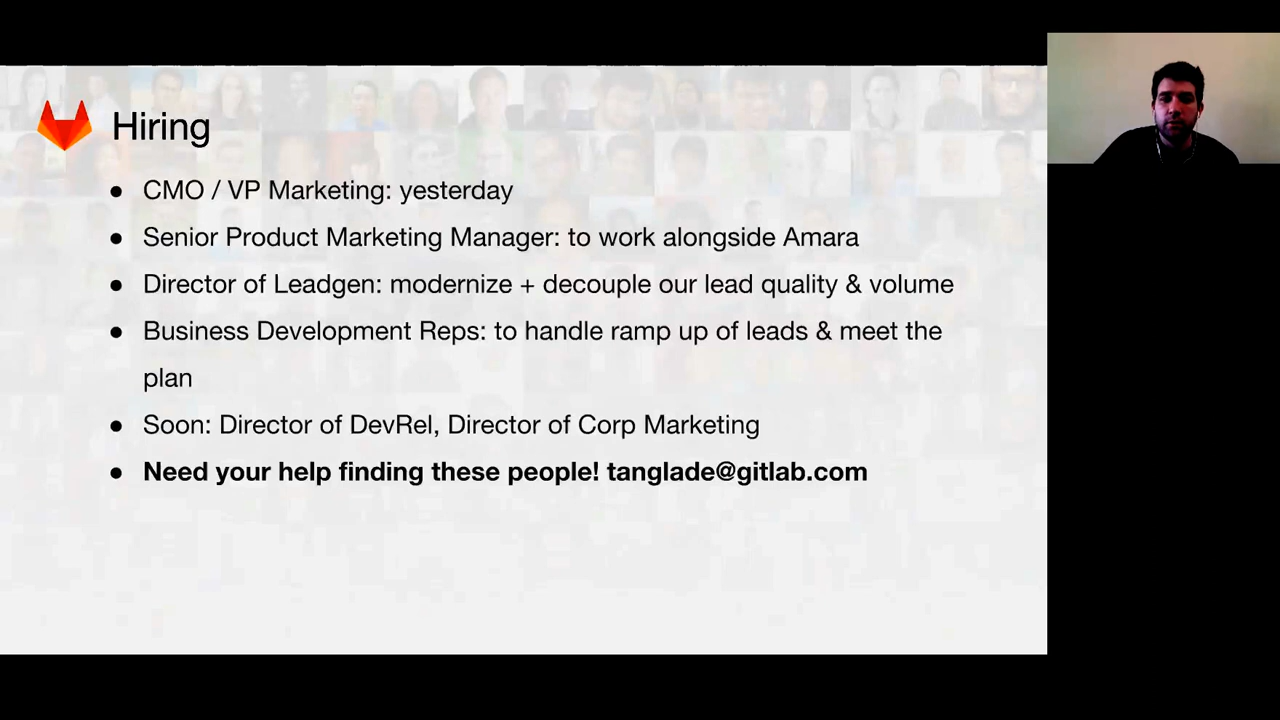 Hiring
● CMO / VP Marketing: yesterday
● Senior Product Marketing Manager: to work alongside Amara
● Director of Leadgen: modernize + decouple our lead quality & volume
● Business Development Reps: to handle ramp up of leads & meet the
plan
● Soon: Director of DevRel, Director of Corp Marketing
● Need your help finding these people! tanglade@gitlab.com